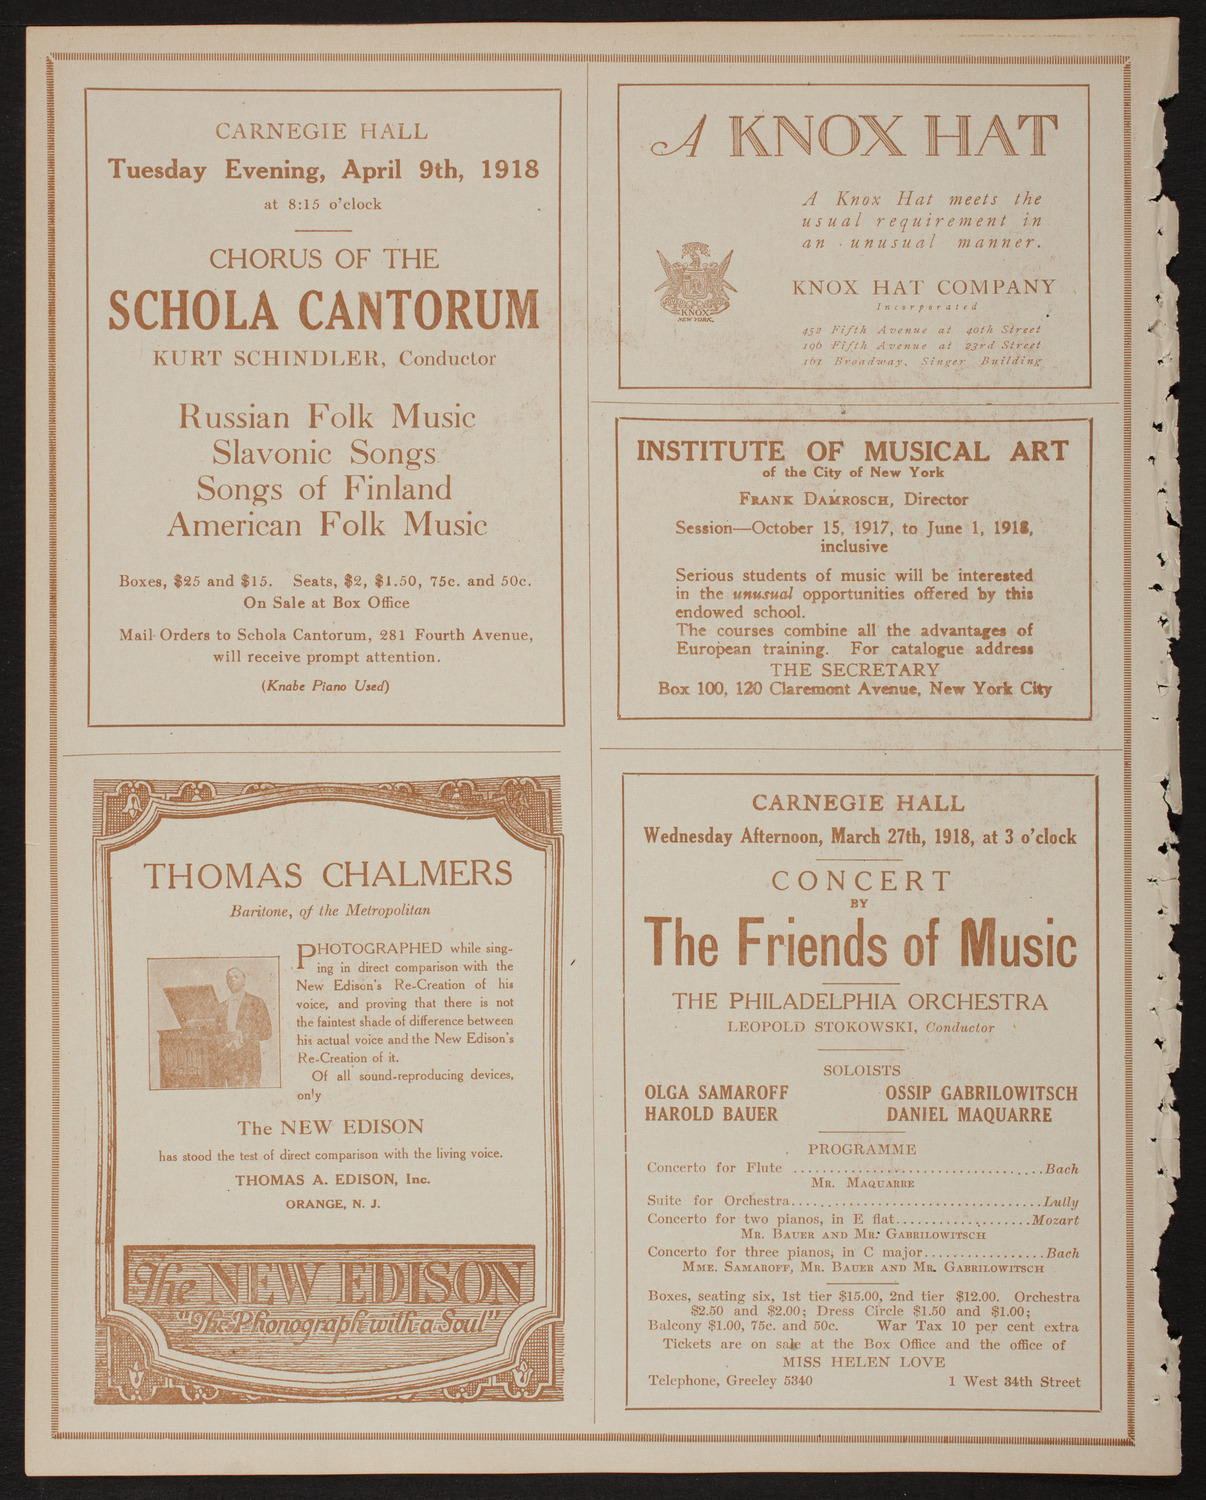 CARNEGIE HALL
Tuesday Evening, April 9th, 1918
at 8:15 o'clock
CHORUS OF THE
SCHOLA CANTORUM
KURT SCHINDLER, Conductor
Russian Folk Music
Slavonic Songs
Songs of Finland
American Folk Music
Boxes, $25 and $15. Seats, $2, $1.50, 75c. and 50c.
On Sale at Box Office
Mail Orders to Schola Cantorum, 281 Fourth Avenue,
will receive prompt attention.
(Knabe Piano Used)
A KNOX HAT
A Knox Hat meets the
usual requirement in
an unusual manner.
KNOX
NEW YORK.
KNOX HAT COMPANY
Incorporated
452 Fifth Avenue at 40th Street
196 Fifth Avenue at 23rd Street
161 Broadway, Singer Building
INSTITUTE OF MUSICAL ART
of the City of New York
FRANK DAMROSCH, Director
Session—October 15, 1917, to June 1, 1918,
inclusive
Serious students of music will be interested
in the unusual opportunities offered by this
endowed school.
The courses combine all the advantages of
European training. For catalogue address
THE SECRETARY
Box 100, 120 Claremont Avenue, New York City
THOMAS CHALMERS
Baritone, of the Metropolitan
PHOTOGRAPHED while sing-
ing in direct comparison with the
New Edison's Re-Creation of his
voice, and proving that there is not
the faintest shade of difference between
his actual voice and the New Edison's
Re-Creation of it.
Of all sound-reproducing devices,
only
The NEW EDISON
has stood the test of direct comparison with the living voice.
THOMAS A. EDISON, Inc.
ORANGE, N. J.
The NEW EDISON
"The Phonograph with a Soul"
CARNEGIE HALL
Wednesday Afternoon, March 27th, 1918, at 3 o'clock
CONCERT
BY
The Friends of Music
THE PHILADELPHIA ORCHESTRA
LEOPOLD STOKOWSKI, Conductor
SOLOISTS
OLGA SAMAROFF OSSIP GABRILOWITSCH
HAROLD BAUER DANIEL MAQUARRE
PROGRAMME
Concerto for Flute ..................................Bach
MR. MAQUARRE
Suite for Orchestra..................................Lully
Concerto for two pianos, in E flat...................Mozart
MR. BAUER AND MR. GABRILOWITSCH
Concerto for three pianos, in C major.................Bach
MME. SAMAROFF, MR. BAUER AND MR. GABRILOWITSCH
Boxes, seating six, 1st tier $15.00, 2nd tier $12.00. Orchestra
$2.50 and $2.00; Dress Circle $1.50 and $1.00;
Balcony $1.00, 75c. and 50c. War Tax 10 per cent extra
Tickets are on sale at the Box Office and the office of
MISS HELEN LOVE
Telephone, Greeley 5340 1 West 34th Street